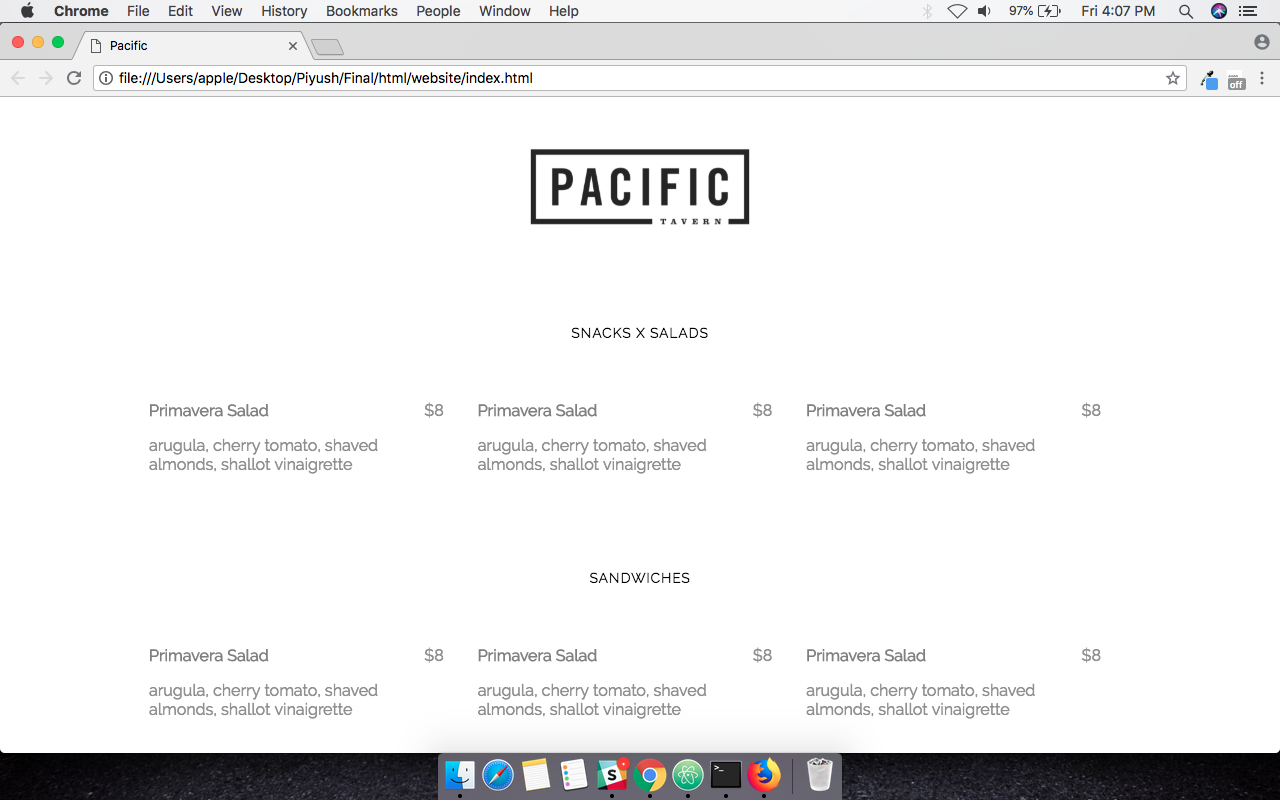 Chrome File Edit View History Bookmarks People Window Help 97% Fri 4:07 PM
Pacific
file:///Users/apple/Desktop/Piyush/Final/html/website/index.html
off
PACIFIC
TAVERN
SNACKS X SALADS
Primavera Salad $8 Primavera Salad $8 Primavera Salad $8
arugula, cherry tomato, shaved arugula, cherry tomato, shaved arugula, cherry tomato, shaved
almonds, shallot vinaigrette almonds, shallot vinaigrette almonds, shallot vinaigrette
SANDWICHES
Primavera Salad $8 Primavera Salad $8 Primavera Salad $8
arugula, cherry tomato, shaved arugula, cherry tomato, shaved arugula, cherry tomato, shaved
almonds, shallot vinaigrette almonds, shallot vinaigrette almonds, shallot vinaigrette
S >_